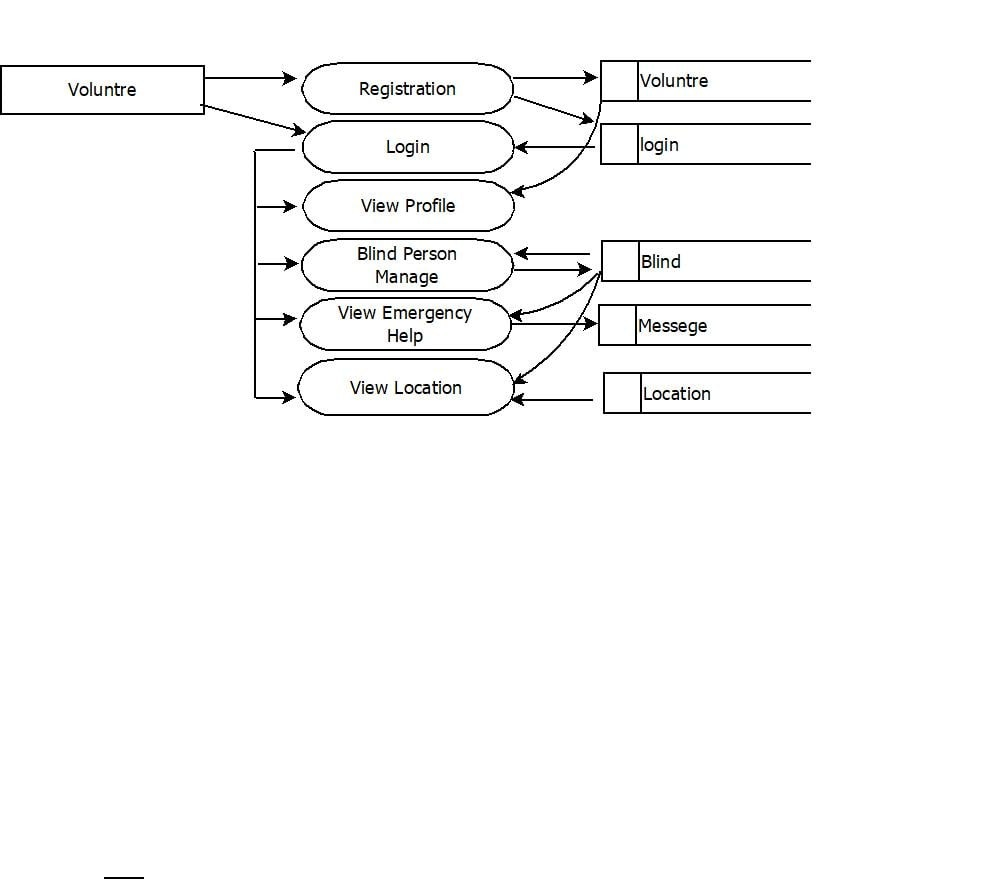 Voluntre
Registration
Voluntre
Login
login
View Profile
Blind Person
Manage
Blind
View Emergency
Help
Messege
View Location
Location